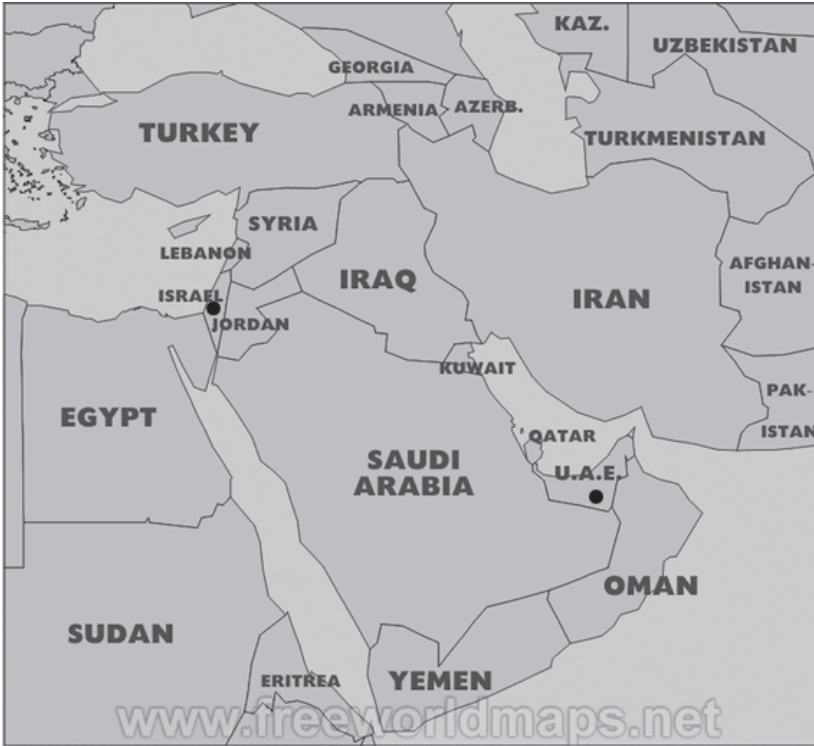 KAZ.
UZBEKISTAN
GEORGIA
ARMENIA
AZERB.
TURKEY
TURKMENISTAN
SYRIA
LEBANON
AFGHAN-
ISTAN
IRAQ
IRAN
ISRAEL
JORDAN
KUWAIT
PAK-
ISTAN
EGYPT
QATAR
SAUDI
ARABIA
U.A.E.
OMAN
SUDAN
ERITREA
YEMEN
www.freeworldmaps.net